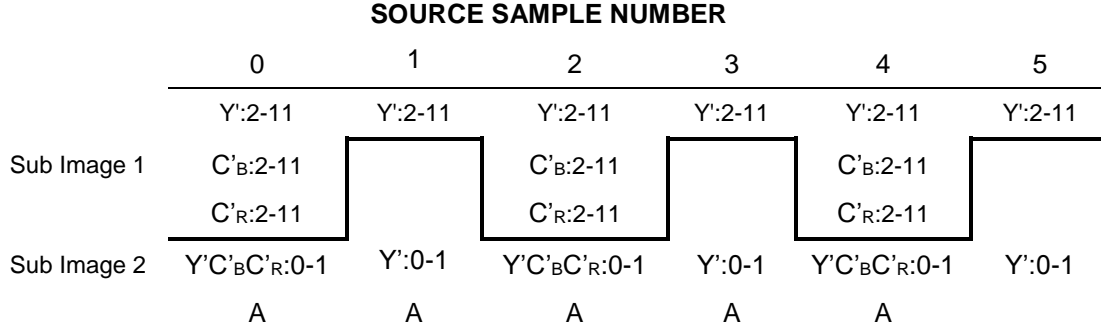 SOURCE SAMPLE NUMBER
0 1 2 3 4 5
Y':2-11 Y':2-11 Y':2-11 Y':2-11 Y':2-11 Y':2-11
Sub Image 1 C’B:2-11 C’B:2-11 C’B:2-11
C’R:2-11 C’R:2-11 C’R:2-11
Sub Image 2 Y’C’BC’R:0-1 Y’:0-1 Y’C’BC’R:0-1 Y’:0-1 Y’C’BC’R:0-1 Y’:0-1
A A A A A